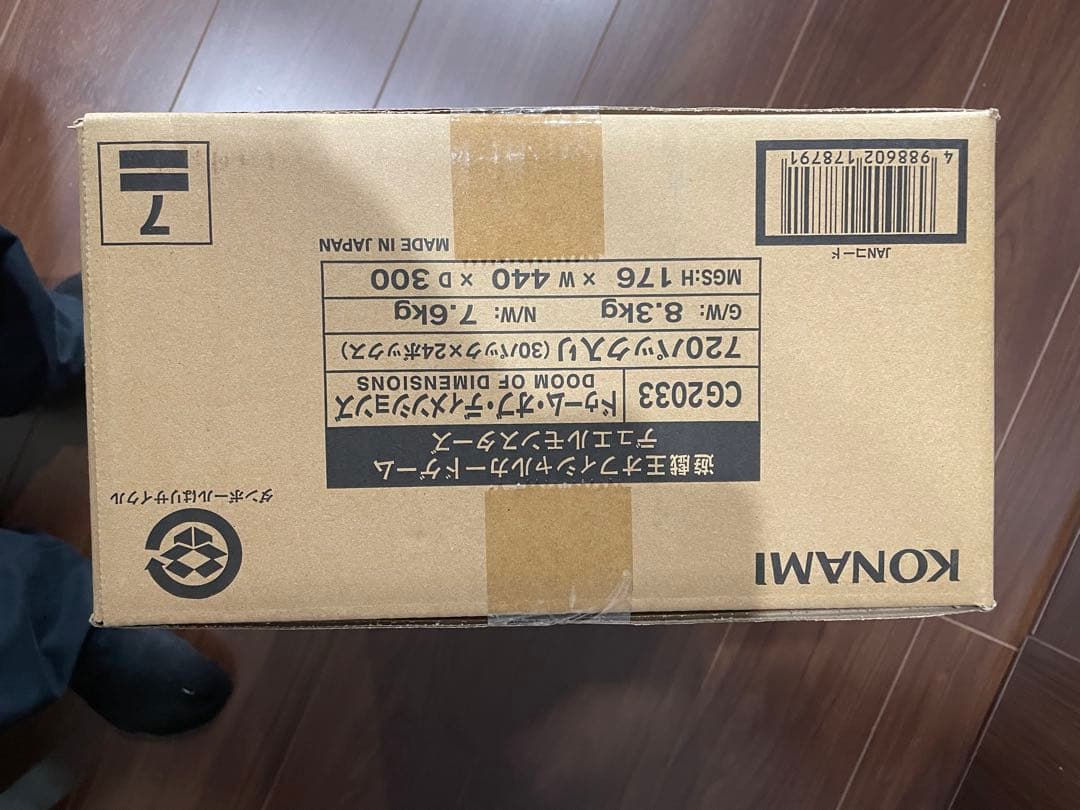 KONAMI
ダンボールはリサイクル
遊戯王オフィシャルカードゲーム
デュエルモンスターズ
CG2033
ドゥーム・オブ・ディメンションズ
DOOM OF DIMENSIONS
720パック入り (30パック×24ボックス)
G/W: 8.3kg N/W: 7.6kg
MGS:H 176 × W 440 × D 300
MADE IN JAPAN
JANコード
4 988602 178791
7